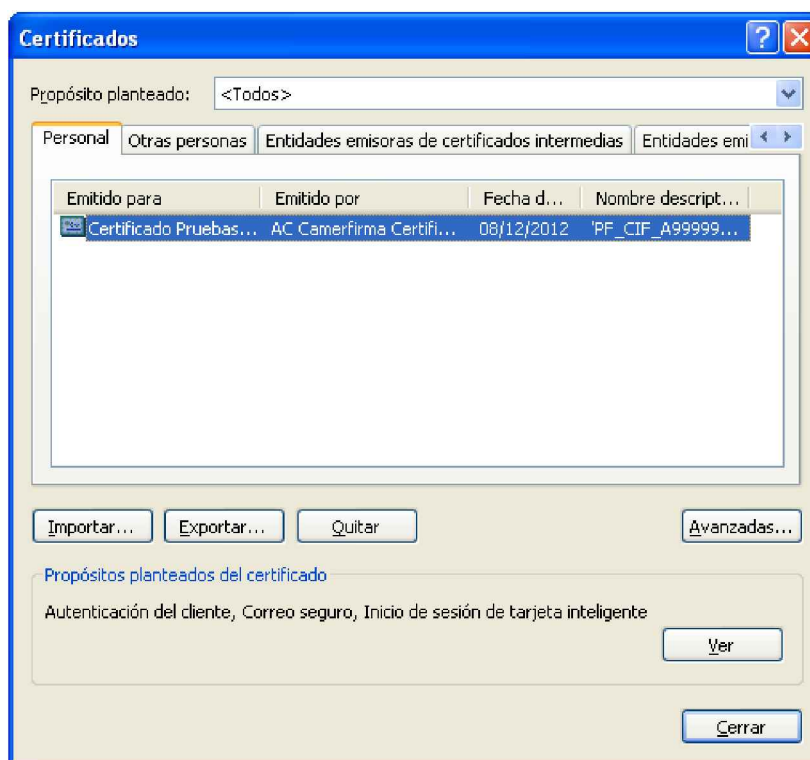 Certificados
Propósito planteado: <Todos>
Personal Otras personas Entidades emisoras de certificados intermedias Entidades emi
Emitido para Emitido por Fecha d... Nombre descript...
Certificado Pruebas... AC Camerfirma Certifi... 08/12/2012 'PF_CIF_A99999...
Importar... Exportar... Quitar Avanzadas...
Propósitos planteados del certificado
Autenticación del cliente, Correo seguro, Inicio de sesión de tarjeta inteligente
Ver
Cerrar